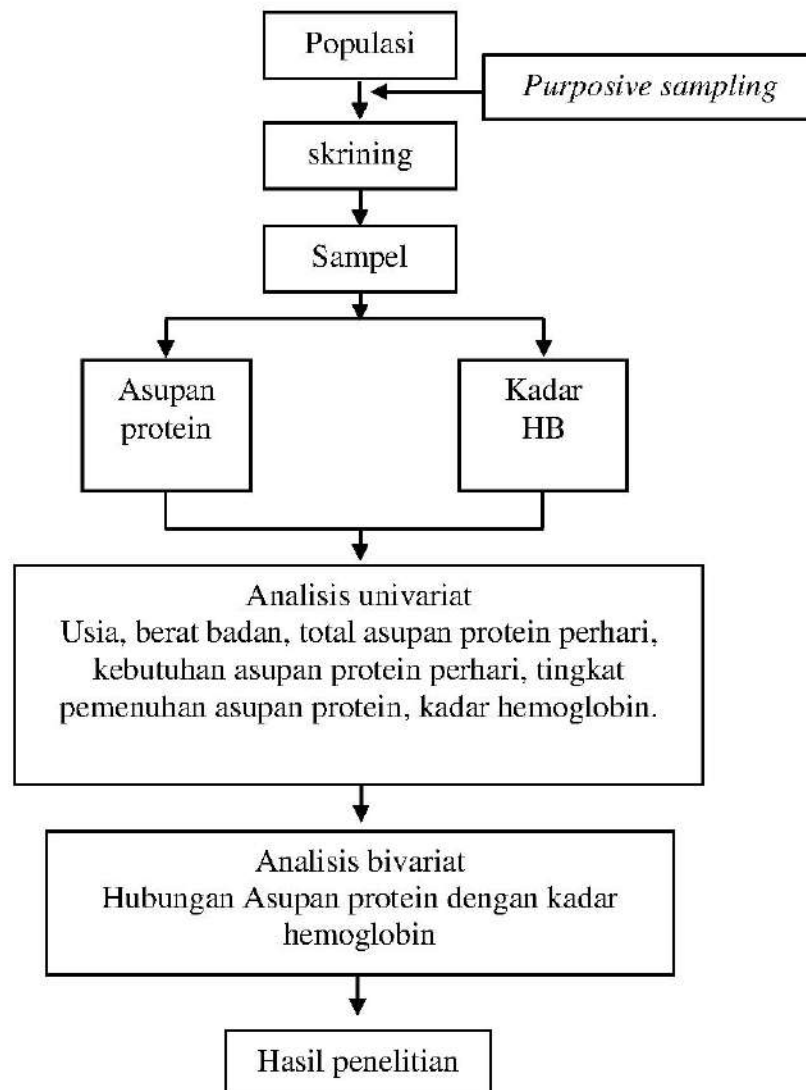 Populasi
Purposive sampling
skrining
Sampel
Asupan
protein
Kadar
HB
Analisis univariat
Usia, berat badan, total asupan protein perhari,
kebutuhan asupan protein perhari, tingkat
pemenuhan asupan protein, kadar hemoglobin.
Analisis bivariat
Hubungan Asupan protein dengan kadar
hemoglobin
Hasil penelitian